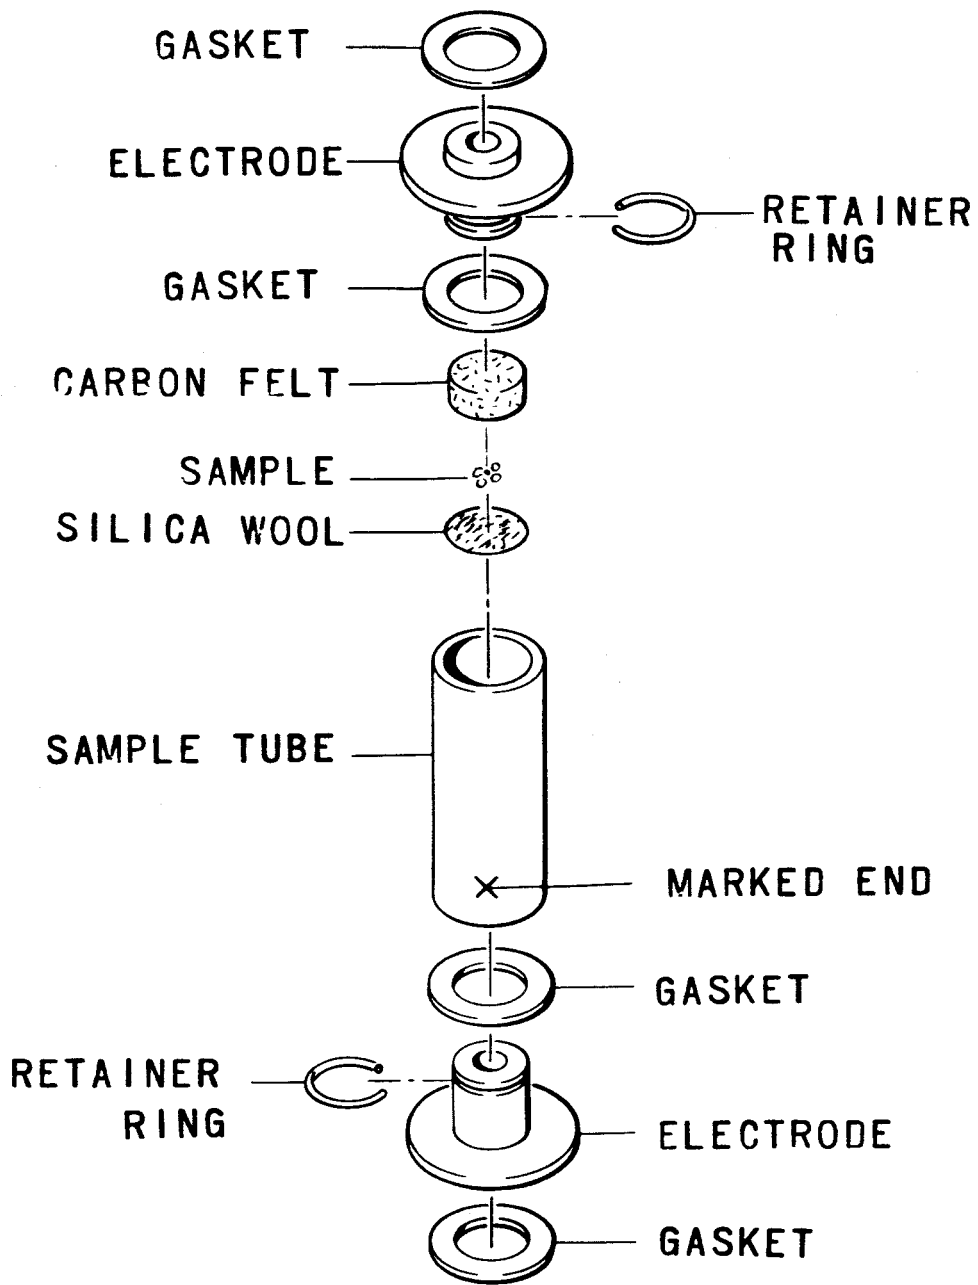 GASKET
ELECTRODE
RETAINER
RING
GASKET
CARBON FELT
SAMPLE
SILICA WOOL
SAMPLE TUBE
MARKED END
GASKET
RETAINER
RING
ELECTRODE
GASKET